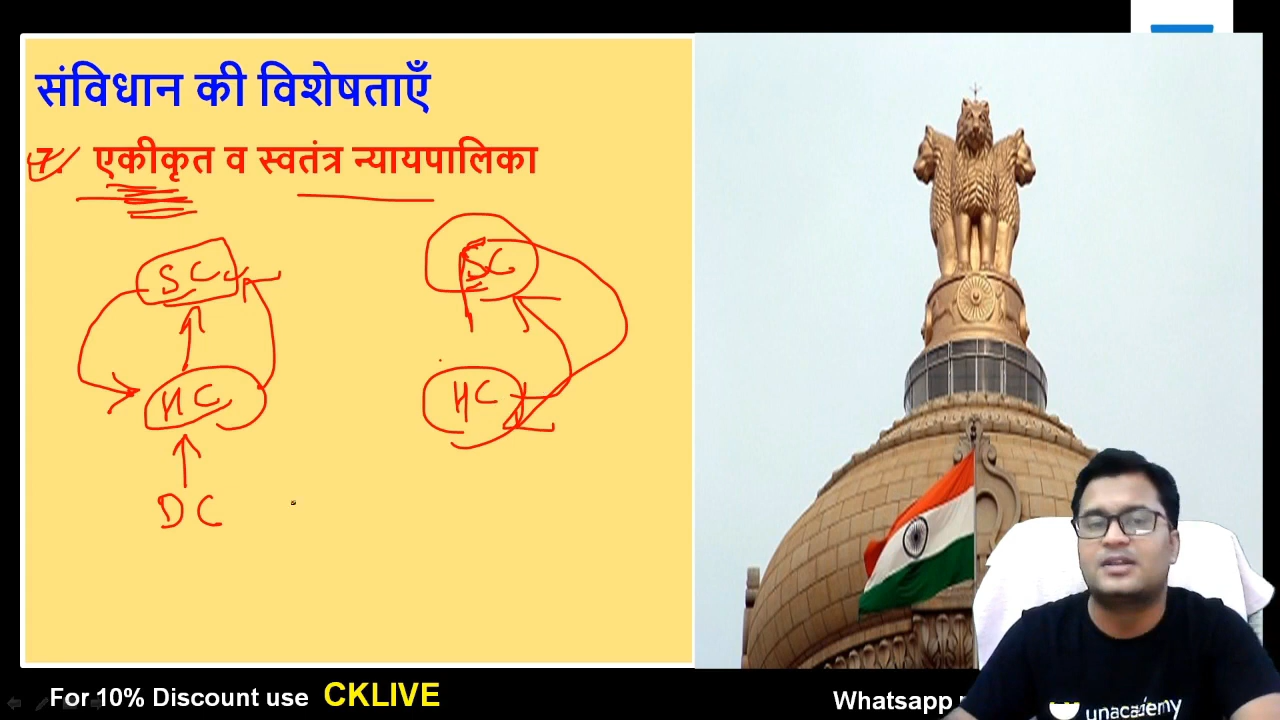 संविधान की विशेषताएँ
7. एकीकृत व स्वतंत्र न्यायपालिका
SC SC
HC HC
DC
For 10% Discount use CKLIVE
Whatsapp
unacademy